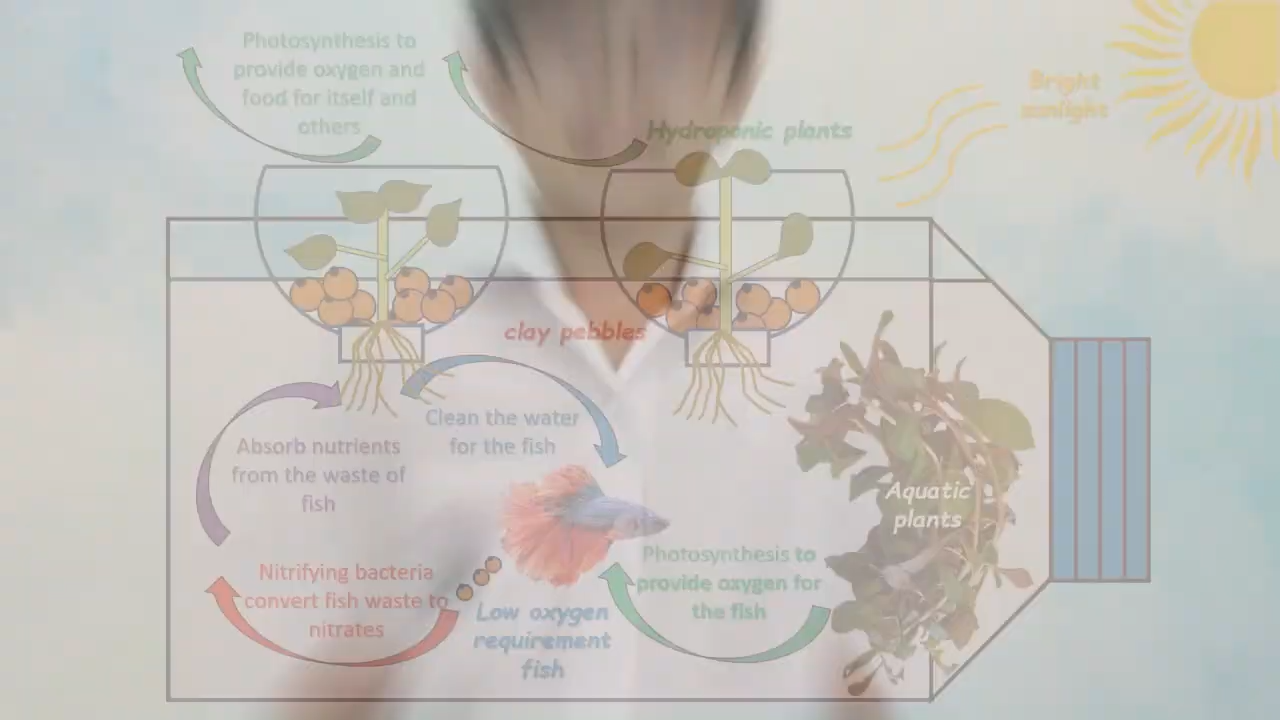 Photosynthesis to
provide oxygen and
food for itself and
others
Hydroponic plants
Bright
sunlight
clay pebbles
Clean the water
for the fish
Absorb nutrients
from the waste of
fish
Aquatic
plants
Nitrifying bacteria
convert fish waste to
nitrates
Low oxygen
requirement
fish
Photosynthesis to
provide oxygen for
the fish